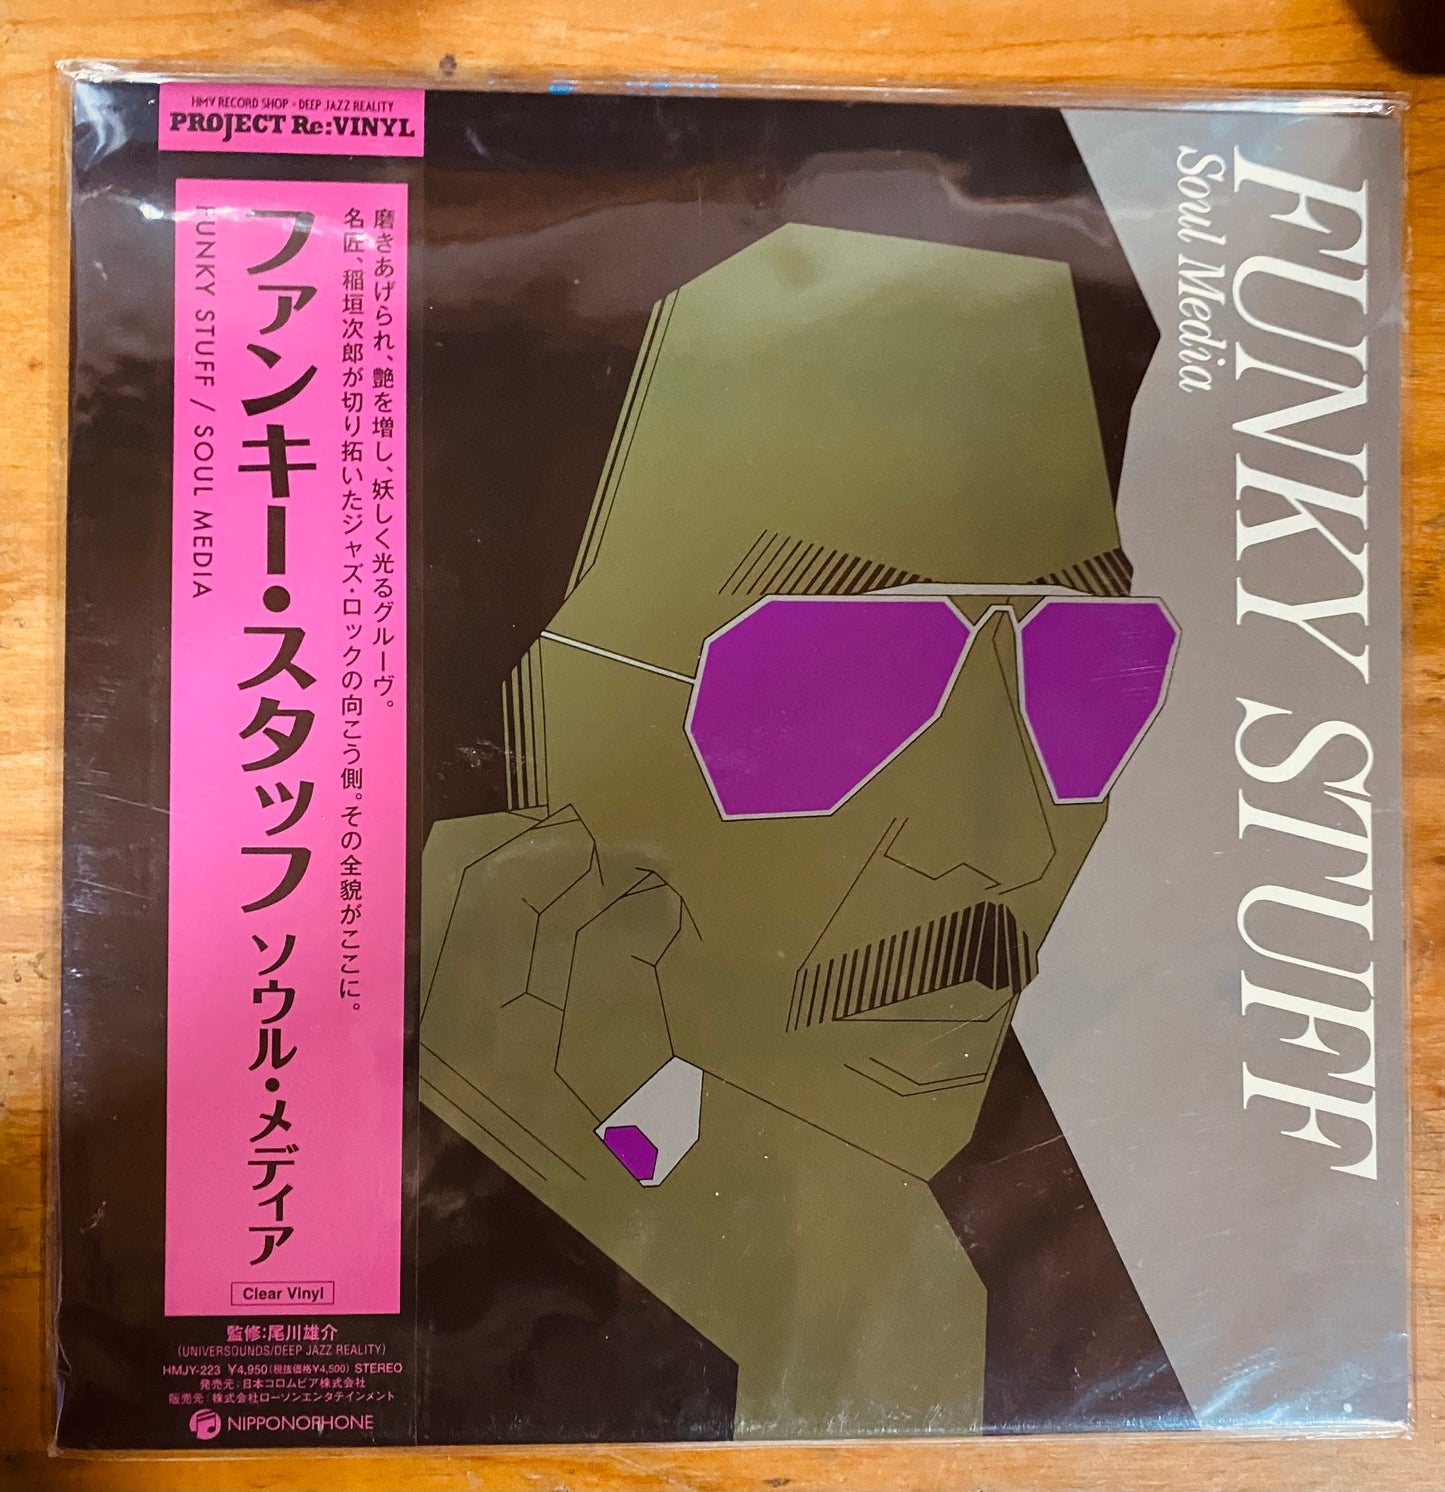 HMV RECORD SHOP × DEEP JAZZ REALITY
PROJECT Re:VINYL
磨きあげられ、艶を増し、妖しく光るグルーヴ。
名匠、稲垣次郎が切り拓いたジャズ・ロックの向こう側。その全貌がここに。
ファンキー・スタッフ ソウル・メディア
FUNKY STUFF / SOUL MEDIA
Clear Vinyl
監修:尾川雄介
(UNIVERSOUNDS/DEEP JAZZ REALITY)
HMJY-223 ¥4,950(税抜価格¥4,500) STEREO
発売元:日本コロムビア株式会社
販売元:株式会社ローソンエンタテインメント
NIPPONOPHONE
FUNKY STUFF
Soul Media